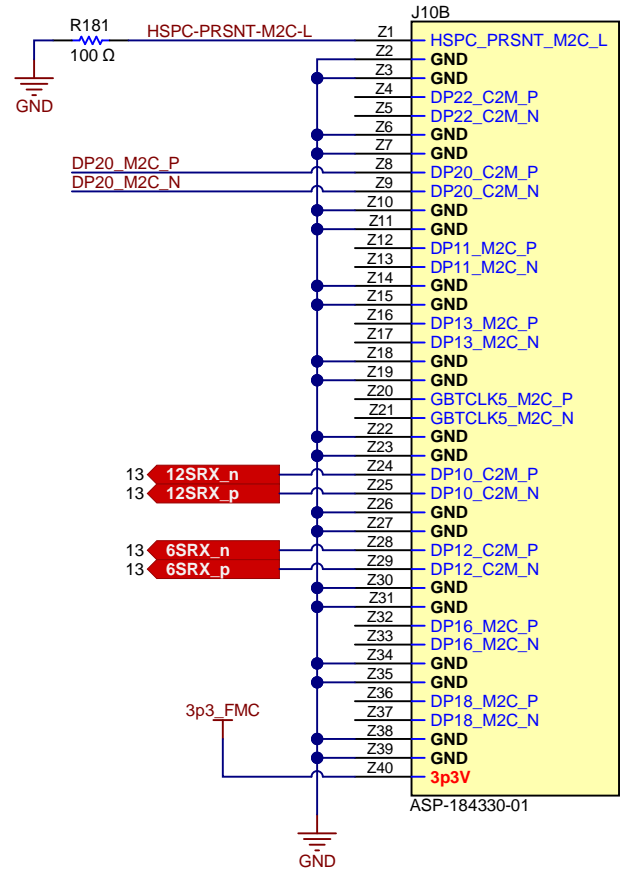 J10B
R181
HSPC-PRSNT-M2C-L
Z1
HSPC_PRSNT_M2C_L
100 Ω
GND
Z2
GND
Z3
GND
Z4
DP22_C2M_P
Z5
DP22_C2M_N
Z6
GND
Z7
GND
DP20_M2C_P
Z8
DP20_C2M_P
DP20_M2C_N
Z9
DP20_C2M_N
Z10
GND
Z11
GND
Z12
DP11_M2C_P
Z13
DP11_M2C_N
Z14
GND
Z15
GND
Z16
DP13_M2C_P
Z17
DP13_M2C_N
Z18
GND
Z19
GND
Z20
GBTCLK5_M2C_P
Z21
GBTCLK5_M2C_N
Z22
GND
Z23
GND
13
12SRX_n
Z24
DP10_C2M_P
13
12SRX_p
Z25
DP10_C2M_N
Z26
GND
Z27
GND
13
6SRX_n
Z28
DP12_C2M_P
13
6SRX_p
Z29
DP12_C2M_N
Z30
GND
Z31
GND
Z32
DP16_M2C_P
Z33
DP16_M2C_N
Z34
GND
Z35
GND
Z36
DP18_M2C_P
3p3_FMC
Z37
DP18_M2C_N
Z38
GND
Z39
GND
Z40
3p3V
ASP-184330-01
GND